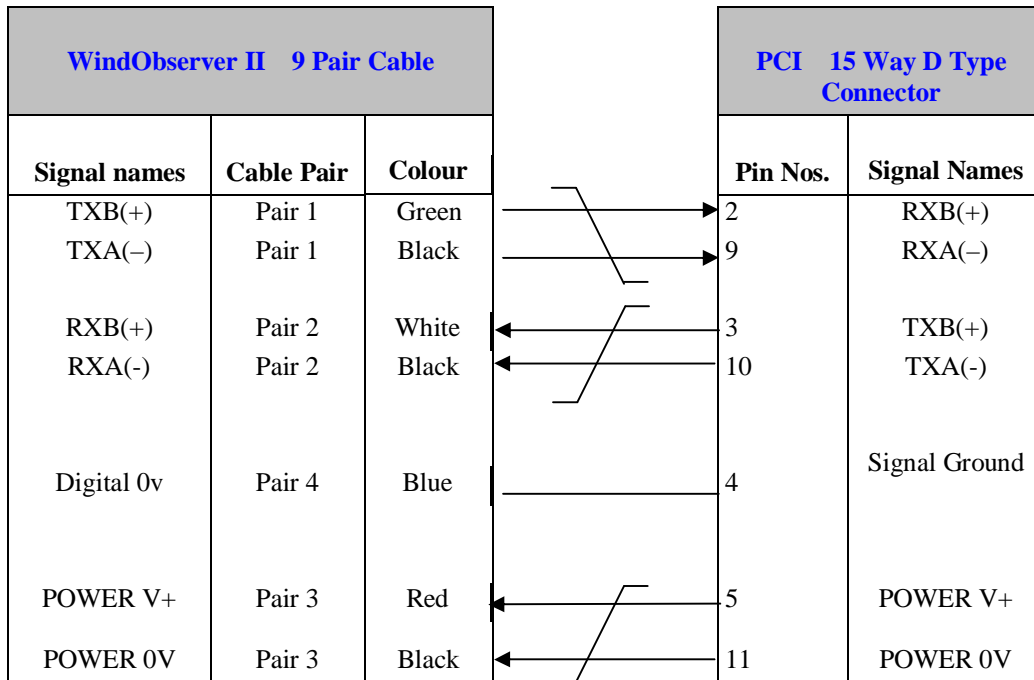 WindObserver II 9 Pair Cable
PCI 15 Way D Type
Connector
Signal names Cable Pair Colour Pin Nos. Signal Names
TXB(+) Pair 1 Green 2 RXB(+)
TXA(–) Pair 1 Black 9 RXA(–)
RXB(+) Pair 2 White 3 TXB(+)
RXA(-) Pair 2 Black 10 TXA(-)
Digital 0v Pair 4 Blue 4 Signal Ground
POWER V+ Pair 3 Red 5 POWER V+
POWER 0V Pair 3 Black 11 POWER 0V